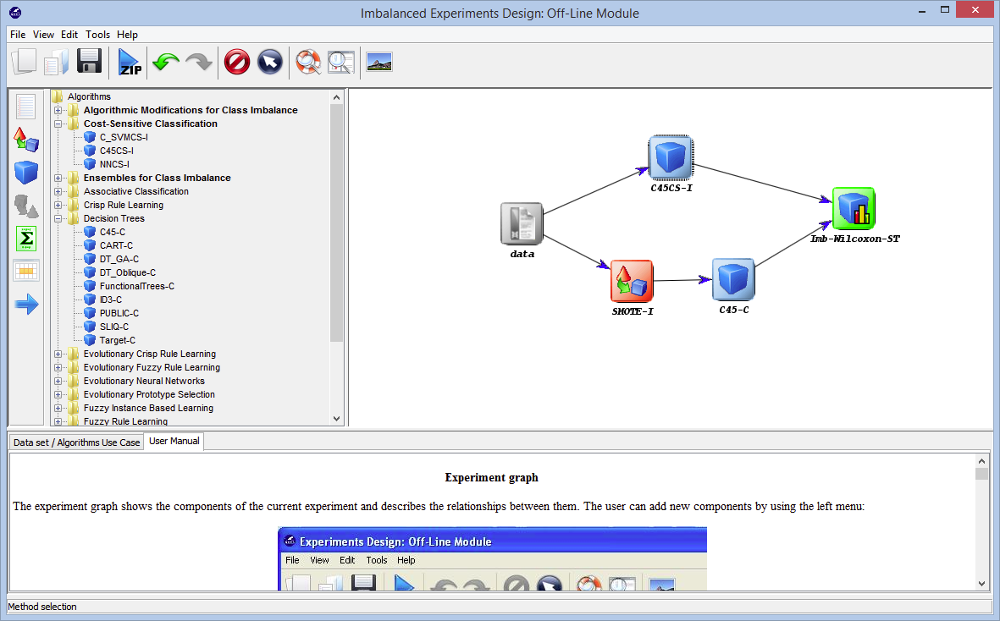 Imbalanced Experiments Design: Off-Line Module
File View Edit Tools Help
ZIP
Algorithms
Algorithmic Modifications for Class Imbalance
Cost-Sensitive Classification
C_SVMCS-I
C45CS-I
NNCS-I
Ensembles for Class Imbalance
Associative Classification
Crisp Rule Learning
Decision Trees
C45-C
CART-C
DT_GA-C
DT_Oblique-C
FunctionalTrees-C
ID3-C
PUBLIC-C
SLIQ-C
Target-C
Evolutionary Crisp Rule Learning
Evolutionary Fuzzy Rule Learning
Evolutionary Neural Networks
Evolutionary Prototype Selection
Fuzzy Instance Based Learning
Fuzzy Rule Learning
C45CS-I
data
Imb-Wilcoxon-ST
SMOTE-I
C45-C
Data set / Algorithms Use Case User Manual
Experiment graph
The experiment graph shows the components of the current experiment and describes the relationships between them. The user can add new components by using the left menu:
Experiments Design: Off-Line Module
File View Edit Tools Help
Method selection